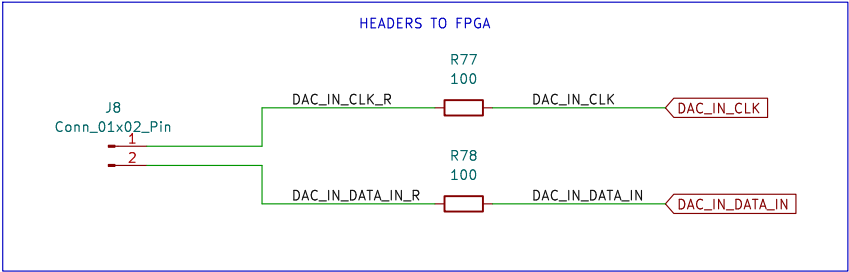 HEADERS TO FPGA
R77
100
DAC_IN_CLK_R
DAC_IN_CLK
DAC_IN_CLK
J8
Conn_01x02_Pin
1
2
R78
100
DAC_IN_DATA_IN_R
DAC_IN_DATA_IN
DAC_IN_DATA_IN